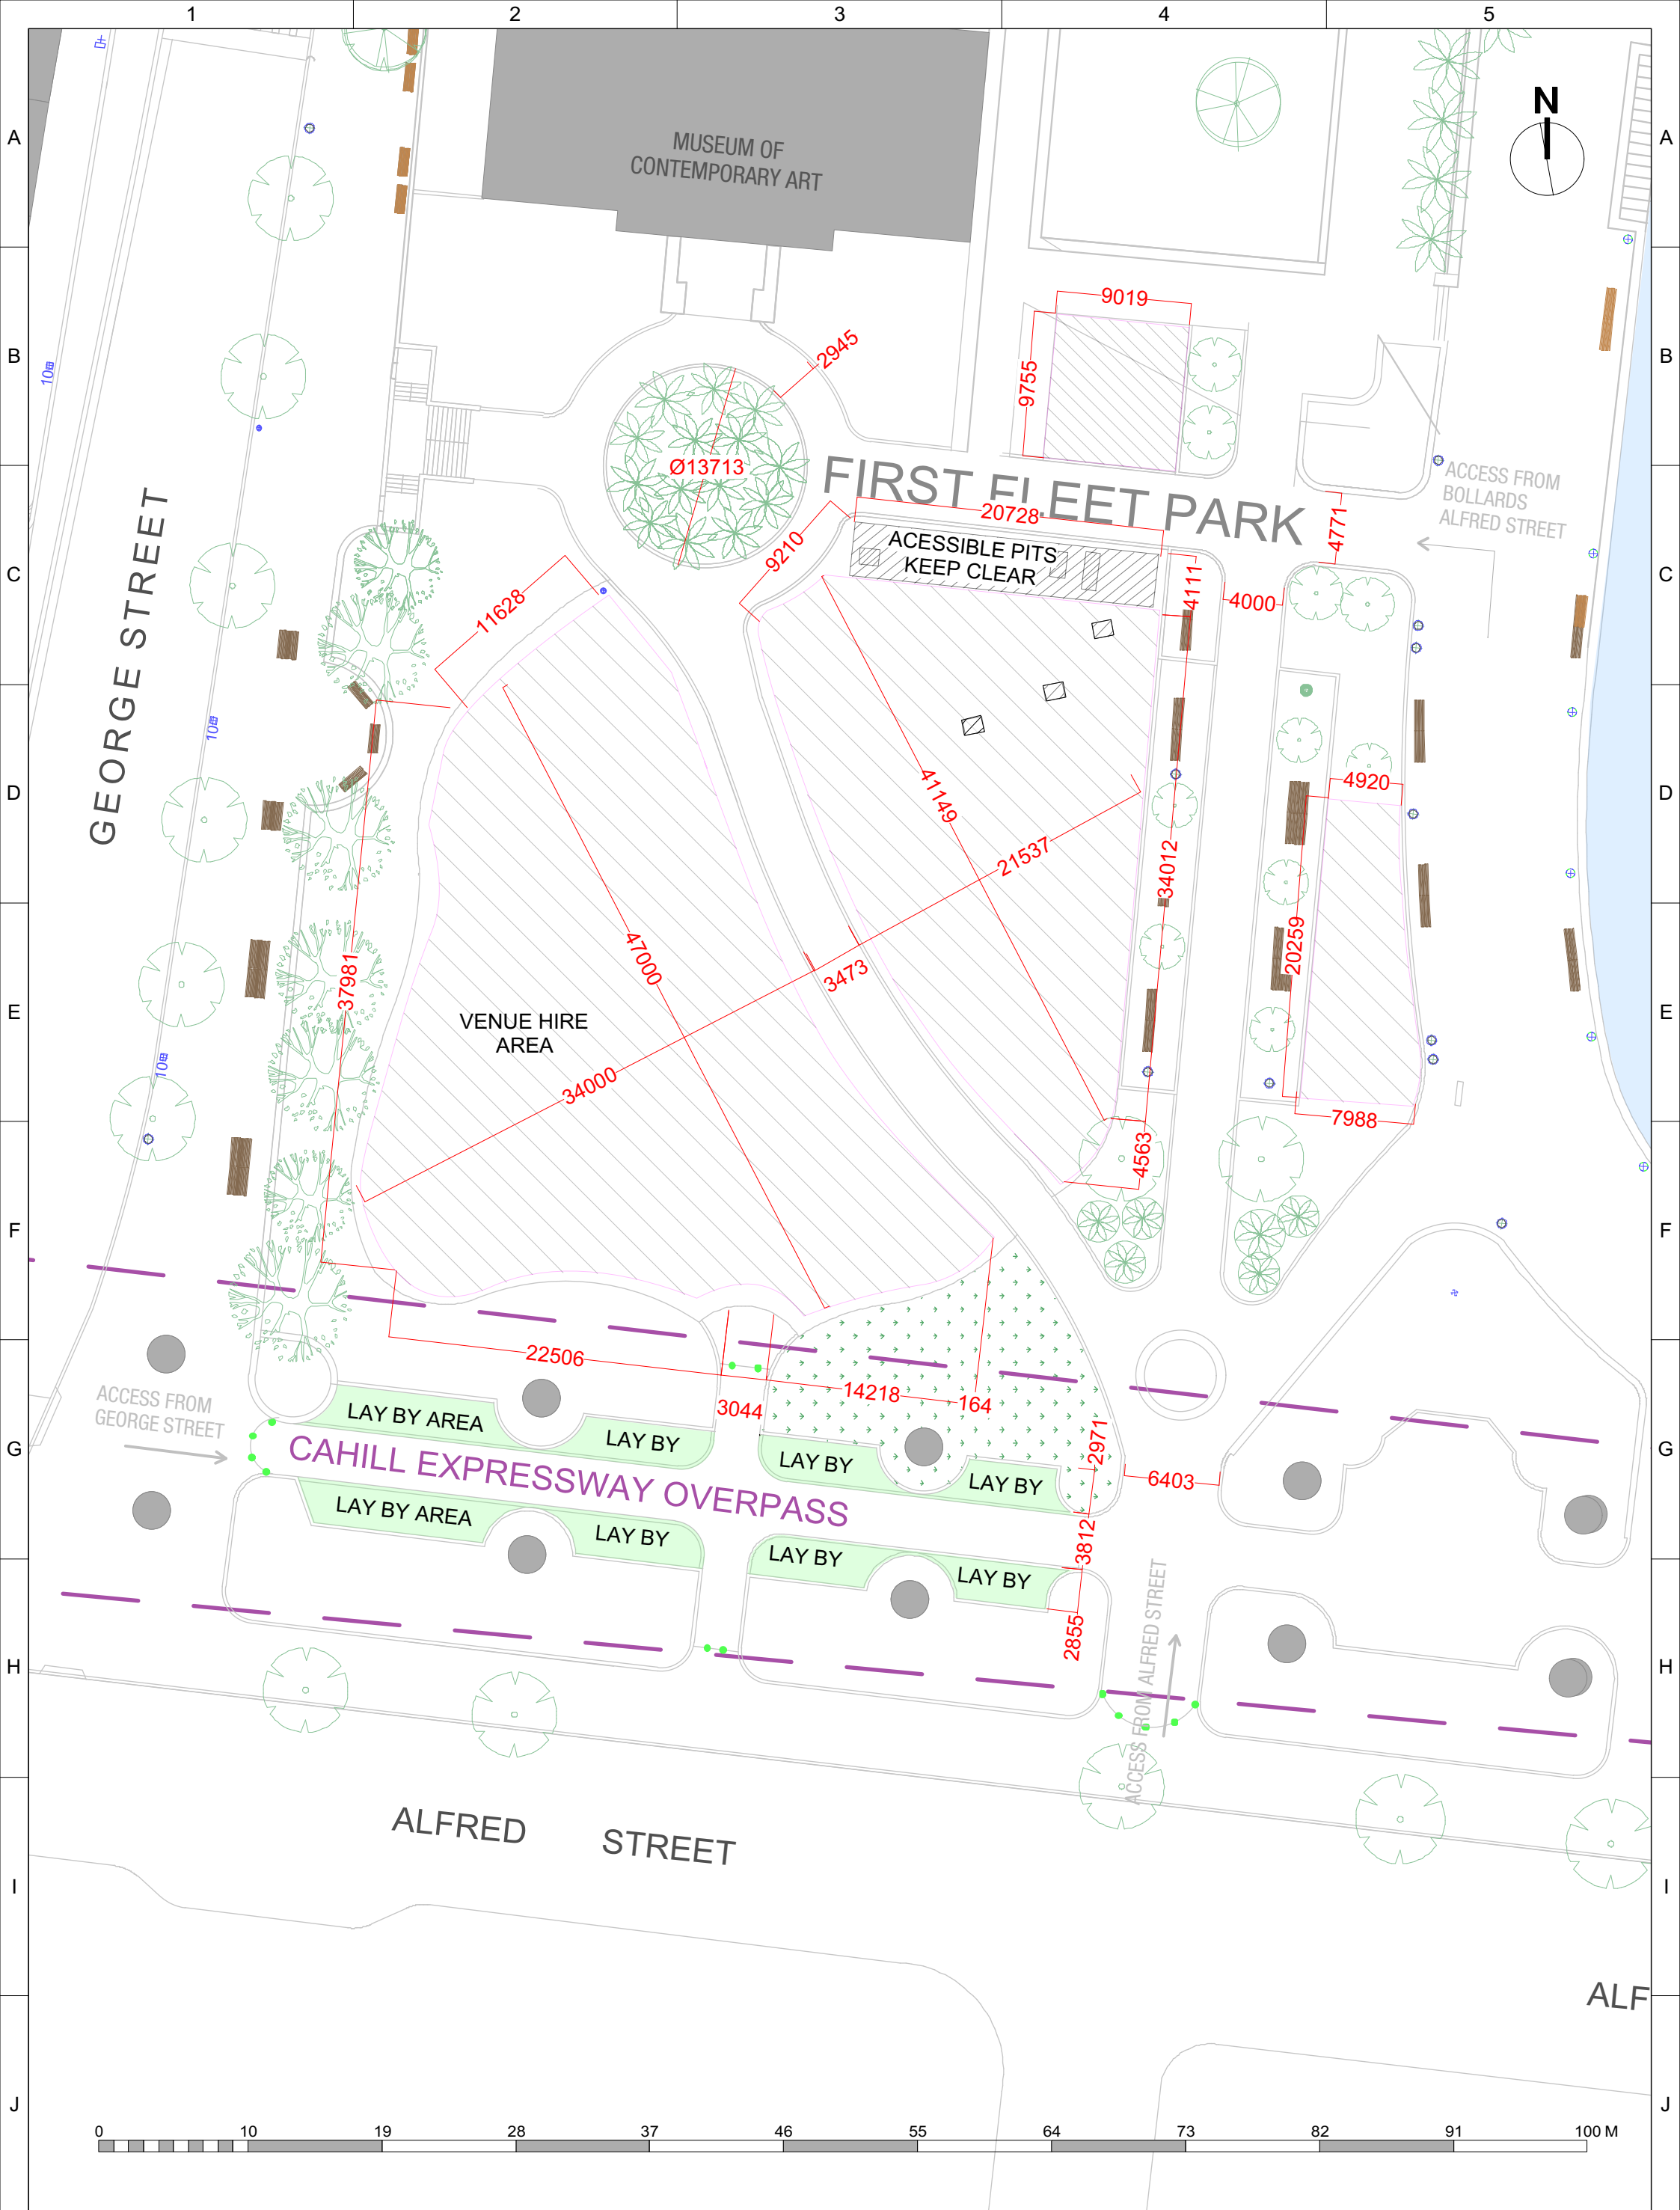 1 2 3 4 5
A A
N
MUSEUM OF
CONTEMPORARY ART
B B
9019
2945
9755
10
Ø13713
FIRST FLEET PARK
ACCESS FROM
BOLLARDS
ALFRED STREET
20728
4771
C C
9210
ACESSIBLE PITS
KEEP CLEAR
11628
4111
4000
GEORGE STREET
10
D D
41149
4920
21537
34012
47000
20259
37981
3473
E E
VENUE HIRE
AREA
10
34000
7988
4563
F F
22506
14218
164
3044
ACCESS FROM
GEORGE STREET
LAY BY AREA
LAY BY
LAY BY
LAY BY
2971
6403
G G
CAHILL EXPRESSWAY OVERPASS
LAY BY AREA
LAY BY
LAY BY
LAY BY
3812
2855
ACCESS FROM ALFRED STREET
H H
ALFRED STREET
I I
ALF
J J
0 10 19 28 37 46 55 64 73 82 91 100 M